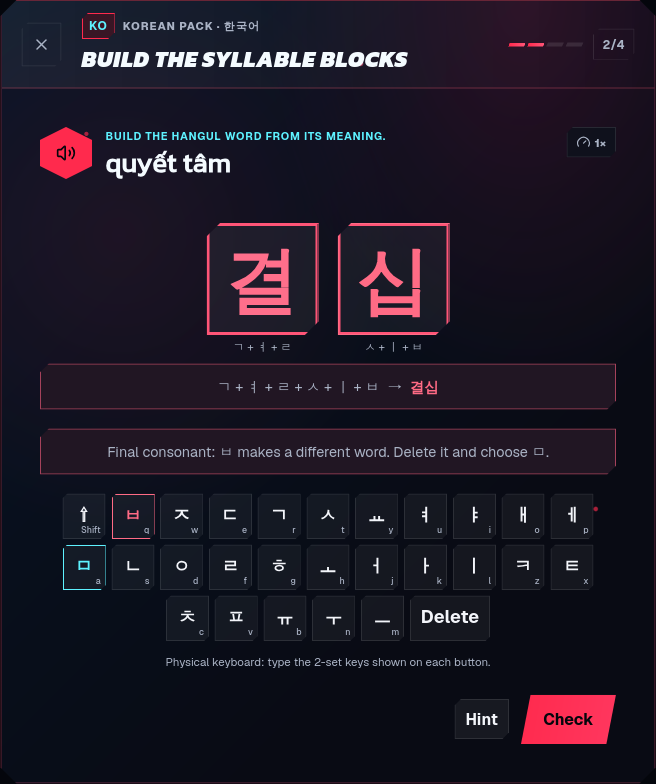 KO KOREAN PACK · 한국어
BUILD THE SYLLABLE BLOCKS
2/4
BUILD THE HANGUL WORD FROM ITS MEANING.
quyết tâm
1×
결 십
ㄱ + ㅕ + ㄹ ㅅ + ㅣ + ㅂ
ㄱ + ㅕ + ㄹ + ㅅ + ㅣ + ㅂ → 결십
Final consonant: ㅂ makes a different word. Delete it and choose ㅁ.
⇧ Shift ㅂ q ㅈ w ㄷ e ㄱ r ㅅ t ㅛ y ㅕ u ㅑ i ㅐ o ㅔ p
ㅁ a ㄴ s ㅇ d ㄹ f ㅎ g ㅗ h ㅓ j ㅏ k ㅣ l ㅋ z ㅌ x
ㅊ c ㅍ v ㅠ b ㅜ n ㅡ m Delete
Physical keyboard: type the 2-set keys shown on each button.
Hint Check